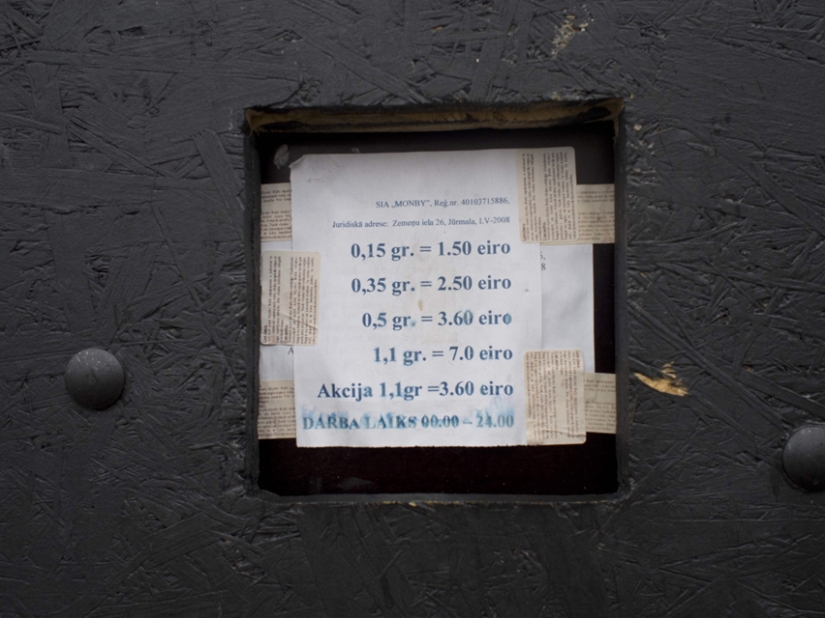 SIA „MONBY", Reg.nr. 40103715886,
Juridiskā adrese: Zemeņu iela 26, Jūrmala, LV-2008
0,15 gr. = 1.50 eiro
0,35 gr. = 2.50 eiro
0,5 gr. = 3.60 eiro
1,1 gr. = 7.0 eiro
Akcija 1,1gr =3.60 eiro
DARBA LAIKS 00.00 – 24.00